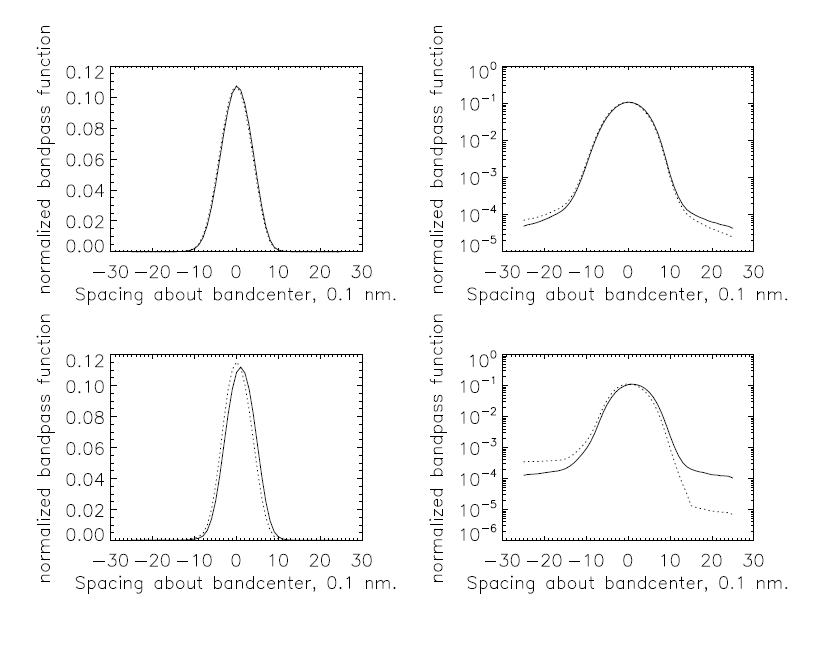 normalized bandpass function
0.12
0.10
0.08
0.06
0.04
0.02
0.00
−30 −20 −10 0 10 20 30
Spacing about bandcenter, 0.1 nm.
normalized bandpass function
10^0
10^-1
10^-2
10^-3
10^-4
10^-5
−30 −20 −10 0 10 20 30
Spacing about bandcenter, 0.1 nm.
normalized bandpass function
0.12
0.10
0.08
0.06
0.04
0.02
0.00
−30 −20 −10 0 10 20 30
Spacing about bandcenter, 0.1 nm.
normalized bandpass function
10^0
10^-1
10^-2
10^-3
10^-4
10^-5
10^-6
−30 −20 −10 0 10 20 30
Spacing about bandcenter, 0.1 nm.